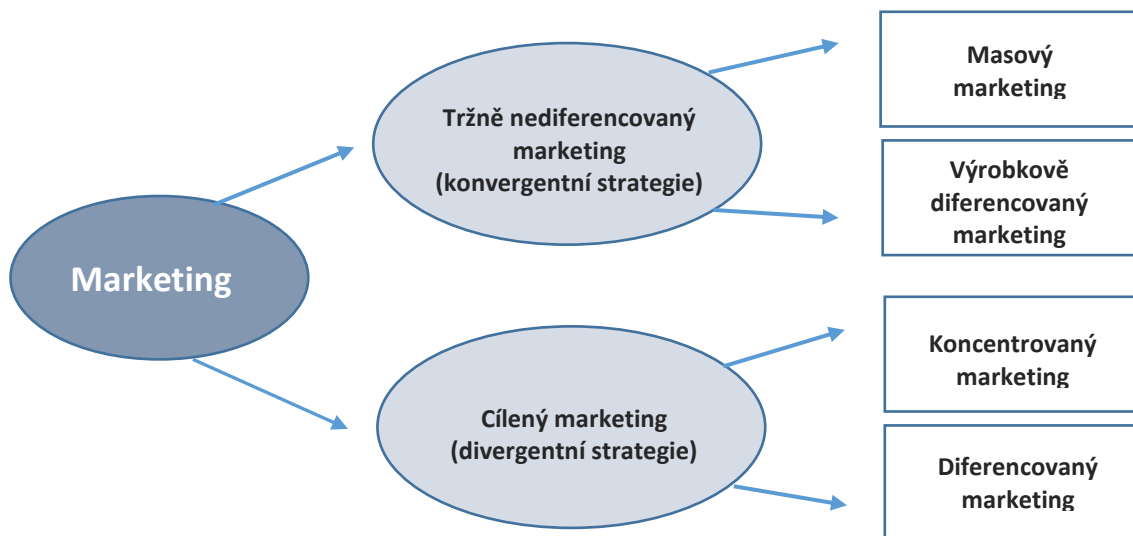 Marketing
Tržně nediferencovaný
marketing
(konvergentní strategie)
Masový
marketing
Výrobkově
diferencovaný
marketing
Cílený marketing
(divergentní strategie)
Koncentrovaný
marketing
Diferencovaný
marketing